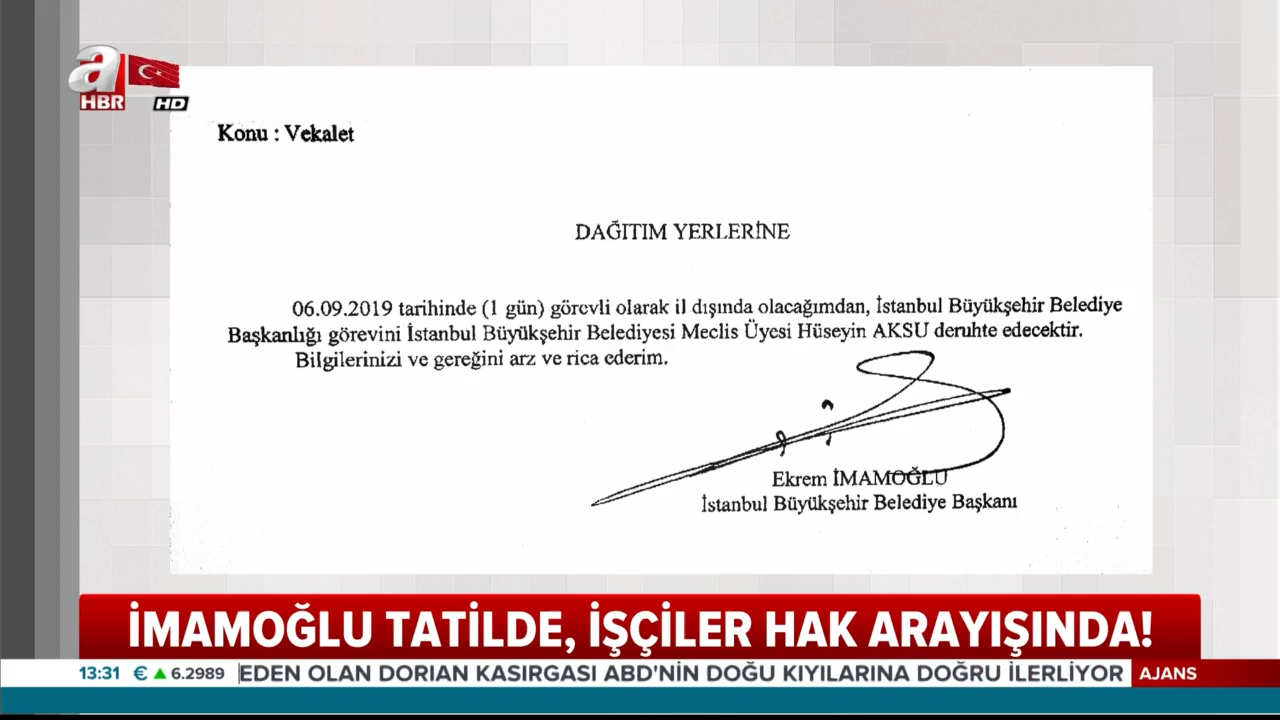 a
HBR
HD
Konu : Vekalet
DAĞITIM YERLERİNE
06.09.2019 tarihinde (1 gün) görevli olarak il dışında olacağımdan, İstanbul Büyükşehir Belediye
Başkanlığı görevini İstanbul Büyükşehir Belediyesi Meclis Üyesi Hüseyin AKSU deruhte edecektir.
Bilgilerinizi ve gereğini arz ve rica ederim.
Ekrem İMAMOĞLU
İstanbul Büyükşehir Belediye Başkanı
İMAMOĞLU TATİLDE, İŞÇİLER HAK ARAYIŞINDA!
13:31 € ▲ 6.2989 EDEN OLAN DORIAN KASIRGASI ABD'NİN DOĞU KIYILARINA DOĞRU İLERLİYOR AJANS